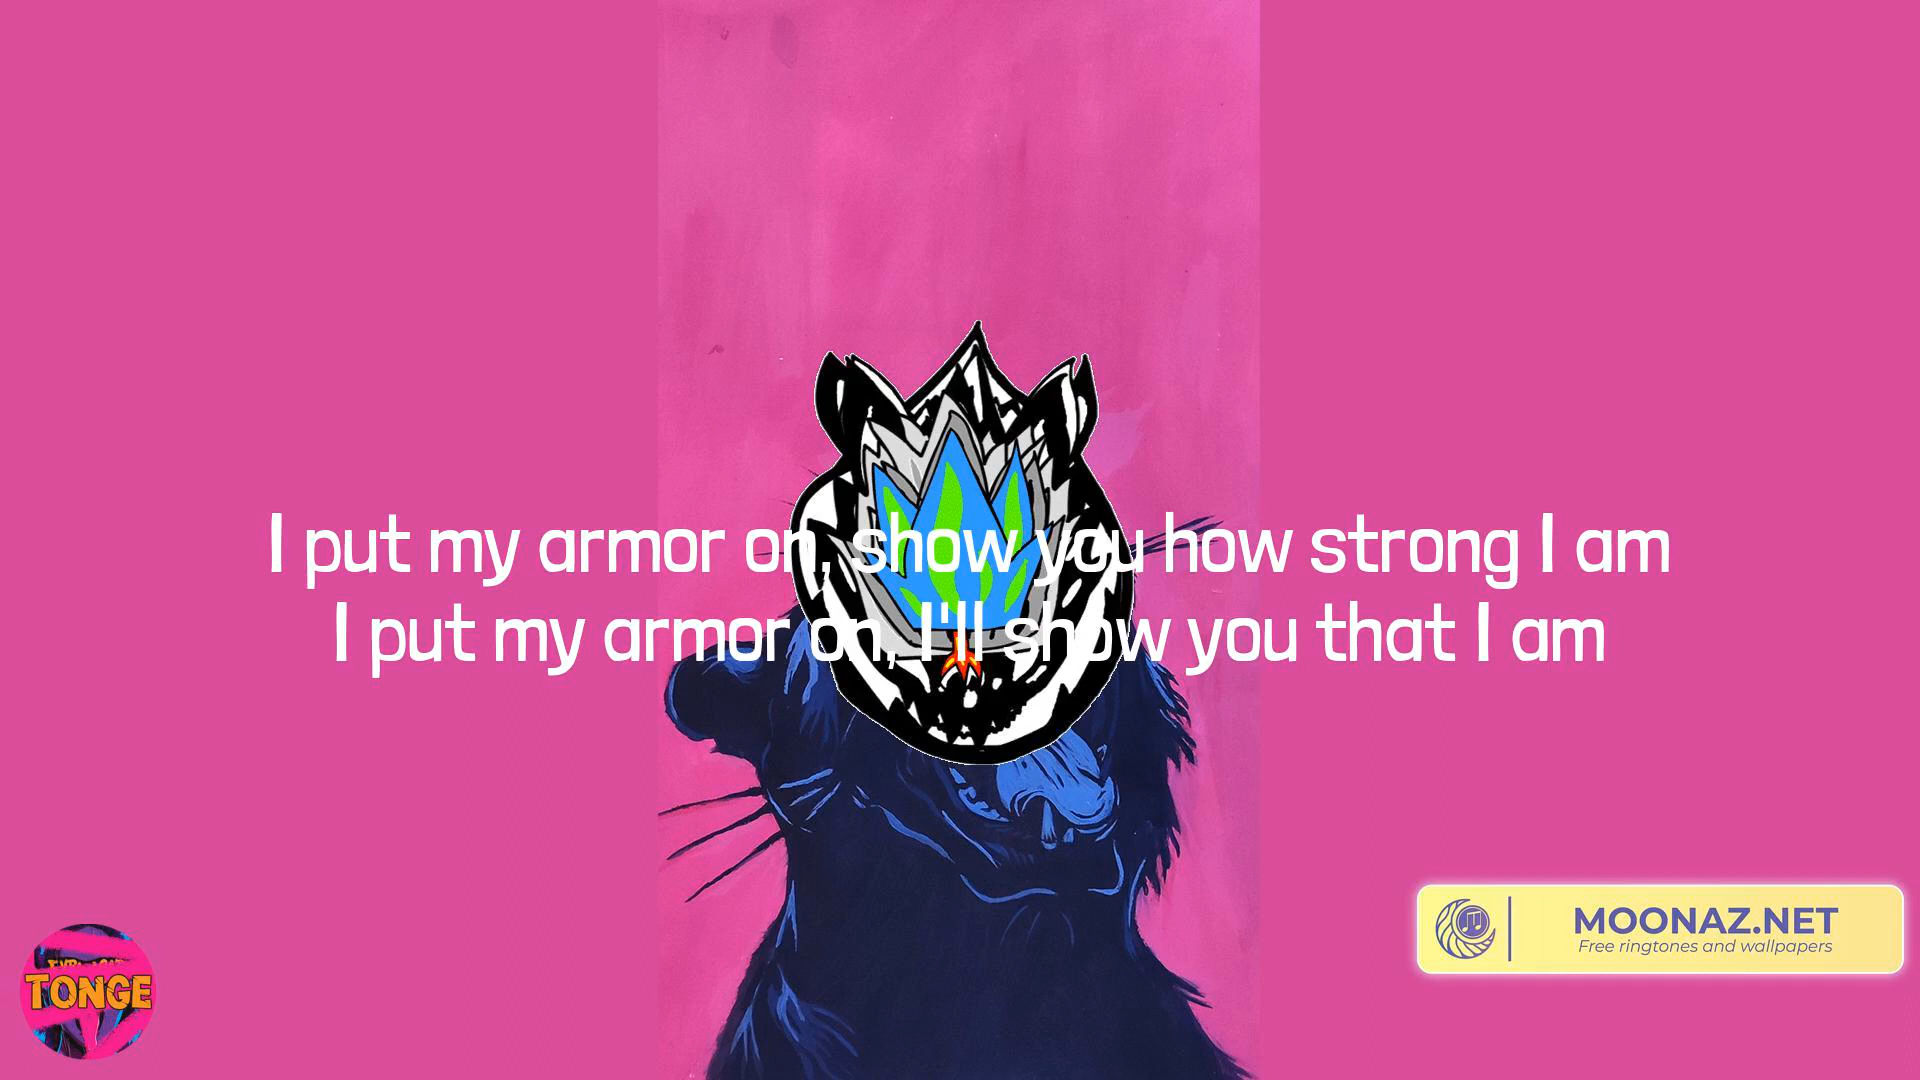 I put my armor on, show you how strong I am
I put my armor on, I'll show you that I am
MOONAZ.NET
Free ringtones and wallpapers
TONGE